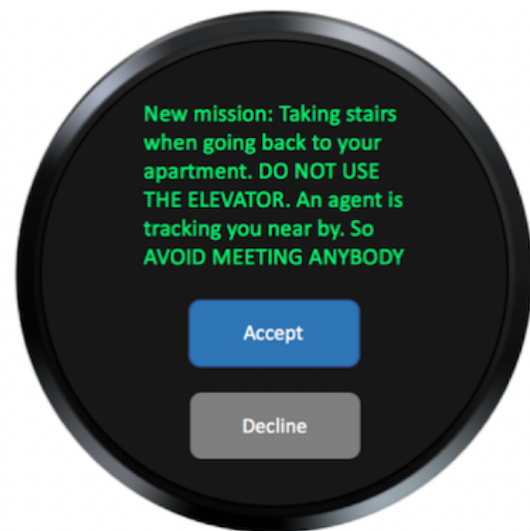 New mission: Taking stairs
when going back to your
apartment. DO NOT USE
THE ELEVATOR. An agent is
tracking you near by. So
AVOID MEETING ANYBODY
Accept
Decline